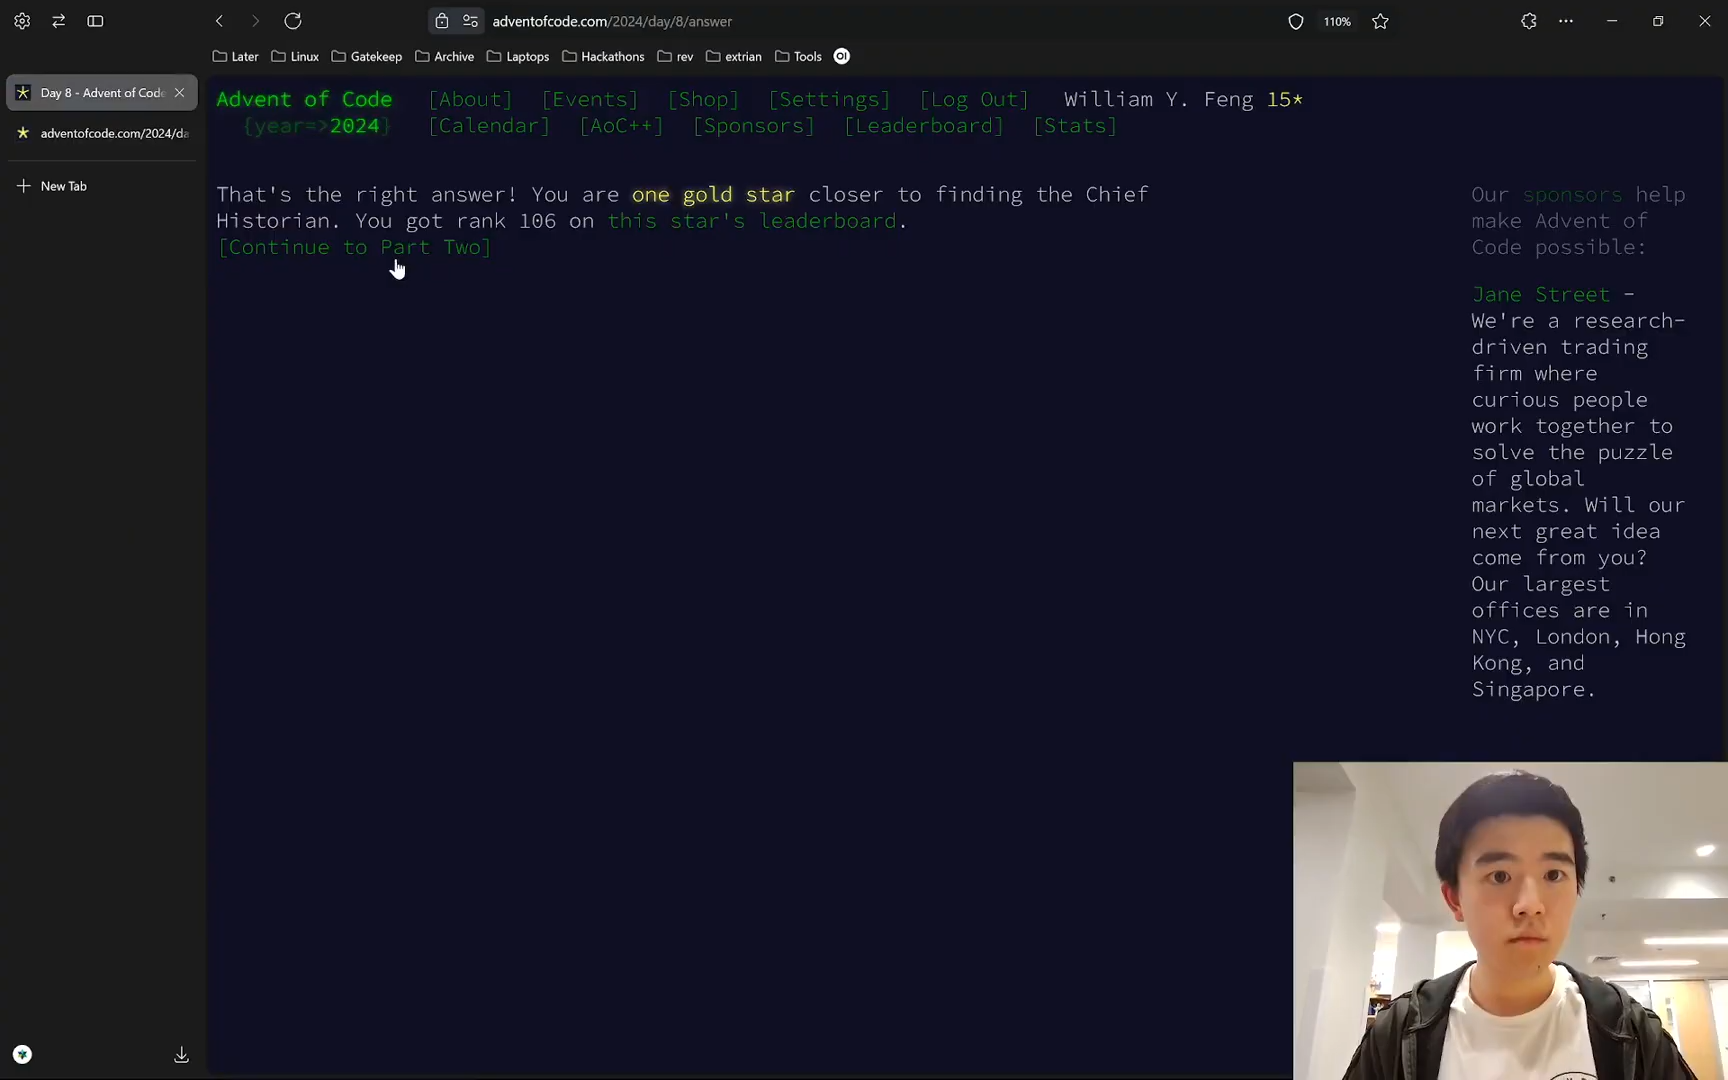 adventofcode.com/2024/day/8/answer
110%
Later
Linux
Gatekeep
Archive
Laptops
Hackathons
rev
extrian
Tools
Day 8 - Advent of Code
adventofcode.com/2024/da
New Tab
Advent of Code [About] [Events] [Shop] [Settings] [Log Out] William Y. Feng 15*
{year=>2024} [Calendar] [AoC++] [Sponsors] [Leaderboard] [Stats]
That's the right answer! You are one gold star closer to finding the Chief
Historian. You got rank 106 on this star's leaderboard.
[Continue to Part Two]
Our sponsors help
make Advent of
Code possible:
Jane Street -
We're a research-
driven trading
firm where
curious people
work together to
solve the puzzle
of global
markets. Will our
next great idea
come from you?
Our largest
offices are in
NYC, London, Hong
Kong, and
Singapore.